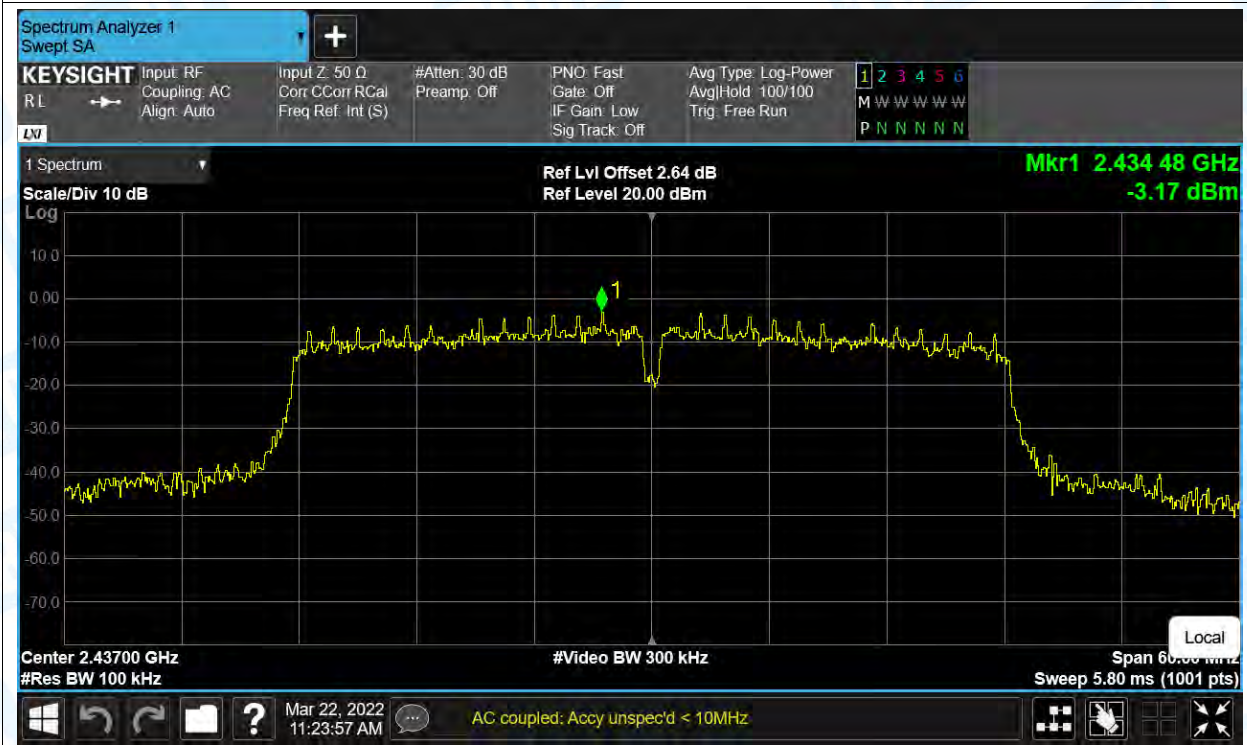 Spectrum Analyzer 1
Swept SA
+
KEYSIGHT
R L
LXI
Input: RF
Coupling: AC
Align: Auto
Input Z: 50 Ω
Corr CCorr RCal
Freq Ref: Int (S)
#Atten: 30 dB
Preamp: Off
PNO: Fast
Gate: Off
IF Gain: Low
Sig Track: Off
Avg Type: Log-Power
Avg|Hold: 100/100
Trig: Free Run
1 2 3 4 5 6
M W W W W W
P N N N N N
1 Spectrum
Scale/Div 10 dB
Log
Ref Lvl Offset 2.64 dB
Ref Level 20.00 dBm
Mkr1 2.434 48 GHz
-3.17 dBm
10.0
0.00
1
-10.0
-20.0
-30.0
-40.0
-50.0
-60.0
-70.0
Local
Center 2.43700 GHz
#Res BW 100 kHz
#Video BW 300 kHz
Span
Sweep 5.80 ms (1001 pts)
?
Mar 22, 2022
11:23:57 AM
AC coupled: Accy unspec'd < 10MHz